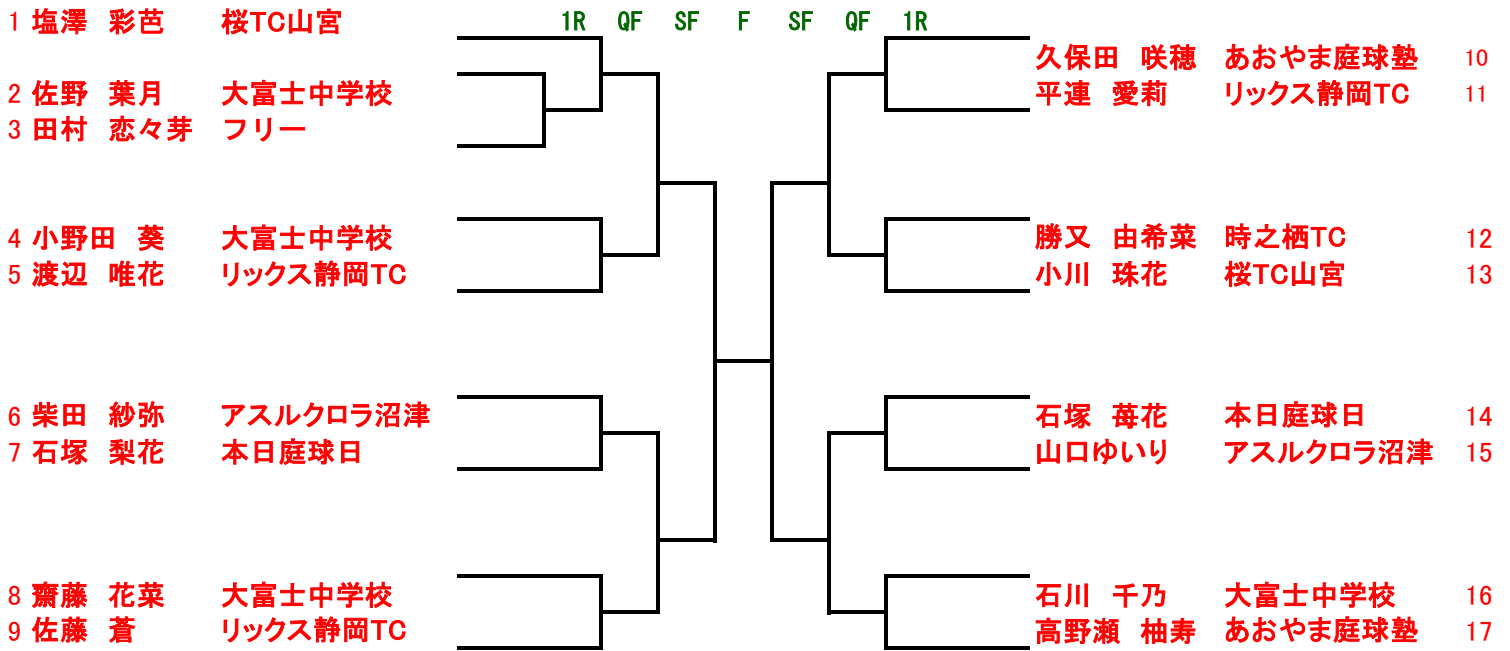 1 塩澤 彩芭 桜TC山宮
1R QF SF F SF QF 1R
2 佐野 葉月 大富士中学校
3 田村 恋々芽 フリー
4 小野田 葵 大富士中学校
5 渡辺 唯花 リックス静岡TC
6 柴田 紗弥 アスルクロラ沼津
7 石塚 梨花 本日庭球日
8 齋藤 花菜 大富士中学校
9 佐藤 蒼 リックス静岡TC
久保田 咲穂 あおやま庭球塾 10
平連 愛莉 リックス静岡TC 11
勝又 由希菜 時之栖TC 12
小川 珠花 桜TC山宮 13
石塚 苺花 本日庭球日 14
山口ゆいり アスルクロラ沼津 15
石川 千乃 大富士中学校 16
高野瀬 柚寿 あおやま庭球塾 17